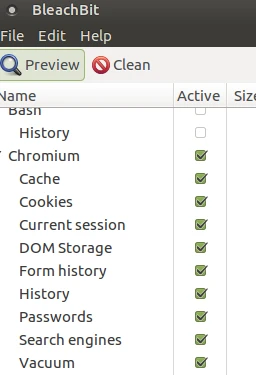 BleachBit
File Edit Help
Preview Clean
Name Active Size
Bash
History
Chromium
Cache
Cookies
Current session
DOM Storage
Form history
History
Passwords
Search engines
Vacuum